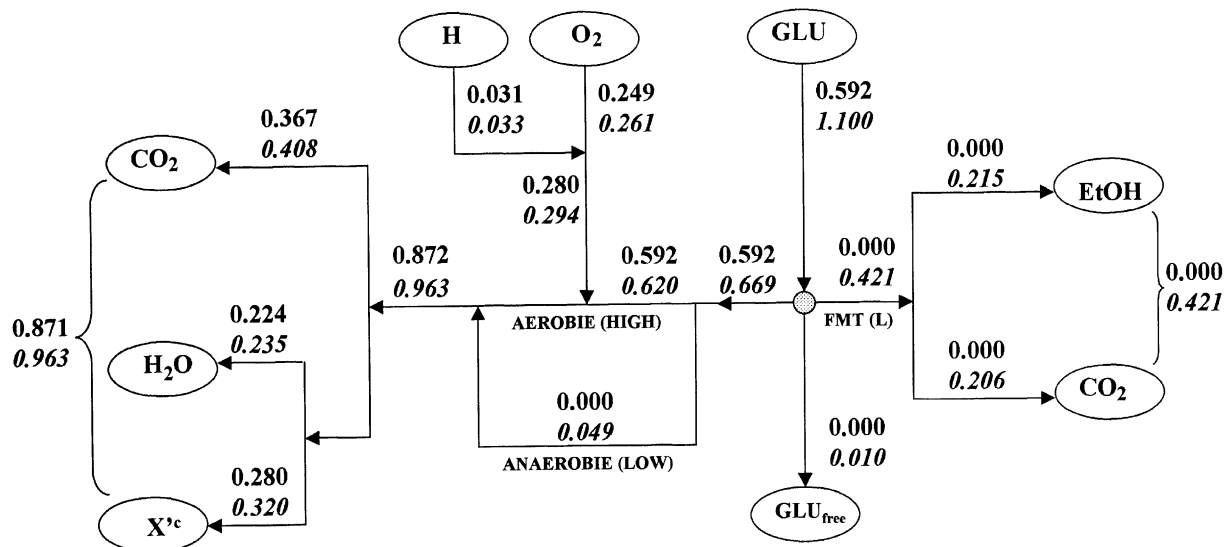 H
O₂
GLU
0.031
0.033
0.249
0.261
0.592
1.100
0.367
0.408
CO₂
0.280
0.294
0.000
0.215
EtOH
0.872
0.963
0.592
0.620
0.592
0.669
0.000
0.421
0.000
0.421
AEROBIE (HIGH)
FMT (L)
0.871
0.963
0.224
0.235
H₂O
0.000
0.206
CO₂
0.000
0.049
ANAEROBIE (LOW)
0.000
0.010
0.280
0.320
X'ᶜ
GLU_free